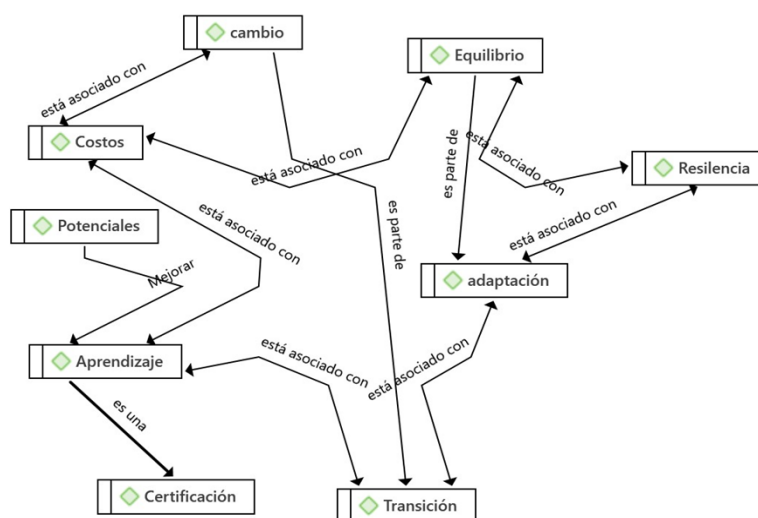 cambio
Equilibrio
está asociado con
Costos
está asociado con
está asociado con
es parte de
Resilencia
Potenciales
está asociado con
está asociado con
es parte de
Mejorar
adaptación
Aprendizaje
está asociado con
está asociado con
es una
Certificación
Transición